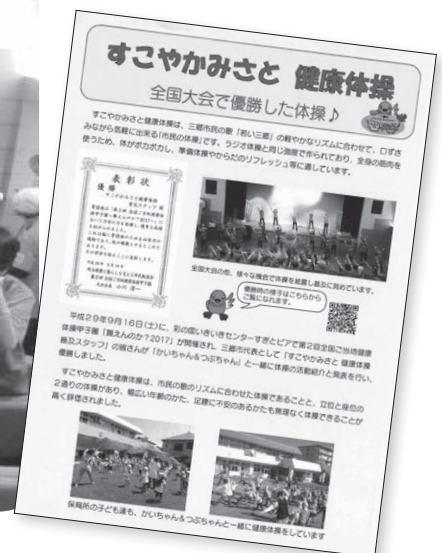 すこやかみさと 健康体操
全国大会で優勝した体操♪
すこやかみさと健康体操は、三郷市民の歌「若い三郷」の軽やかなリズムに合わせて、口ずさ
みながら気軽に出来る「市民の体操」です。ラジオ体操と同じ強度で作られており、全身の筋肉を
使うため、体がポカポカし、準備体操やからだのリフレッシュ等に適しています。
表彰状
優勝
全国大会の他、様々な機会で体操を披露し普及に努めています。
優勝時の様子はこちらから
ご覧になれます。
平成29年9月16日(土)に、彩の国いきいきセンターすぎとピアで第2回全国ご当地健康
体操甲子園「踊えんのか?2017」が開催され、三郷市代表として「すこやかみさと 健康体操
普及スタッフ」の皆さんが「かいちゃん&つぶちゃん」と一緒に体操の活動紹介と発表を行い、
優勝しました。
すこやかみさと健康体操は、市民の歌のリズムに合わせた体操であることと、立位と座位の
2通りの体操があり、幅広い年齢のかた、足腰に不安のあるかたも無理なく体操できることが
高く評価されました。
保育所の子ども達も、かいちゃん&つぶちゃんと一緒に健康体操をしています